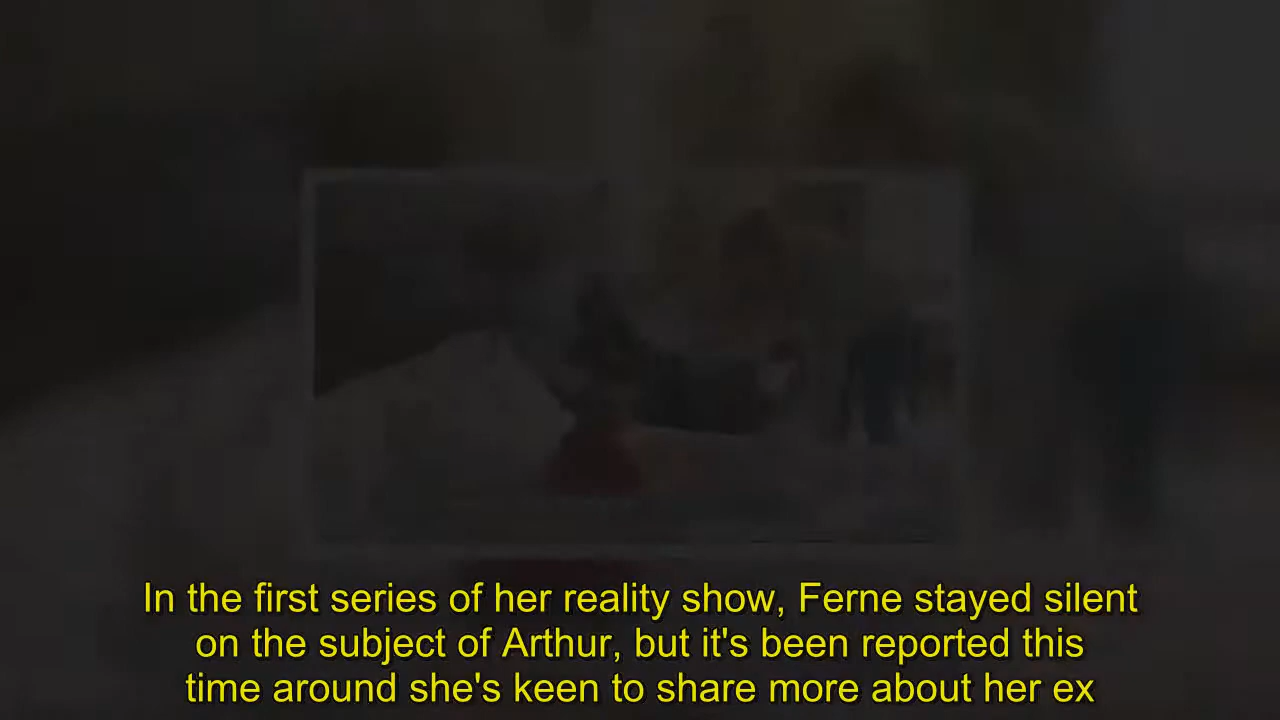 In the first series of her reality show, Ferne stayed silent
on the subject of Arthur, but it's been reported this
time around she's keen to share more about her ex